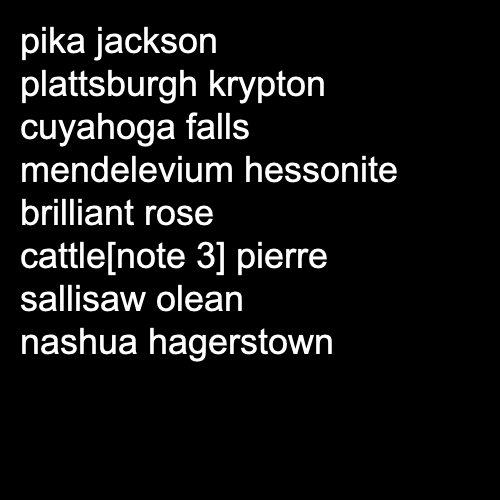 pika jackson
plattsburgh krypton
cuyahoga falls
mendelevium hessonite
brilliant rose
cattle[note 3] pierre
sallisaw olean
nashua hagerstown